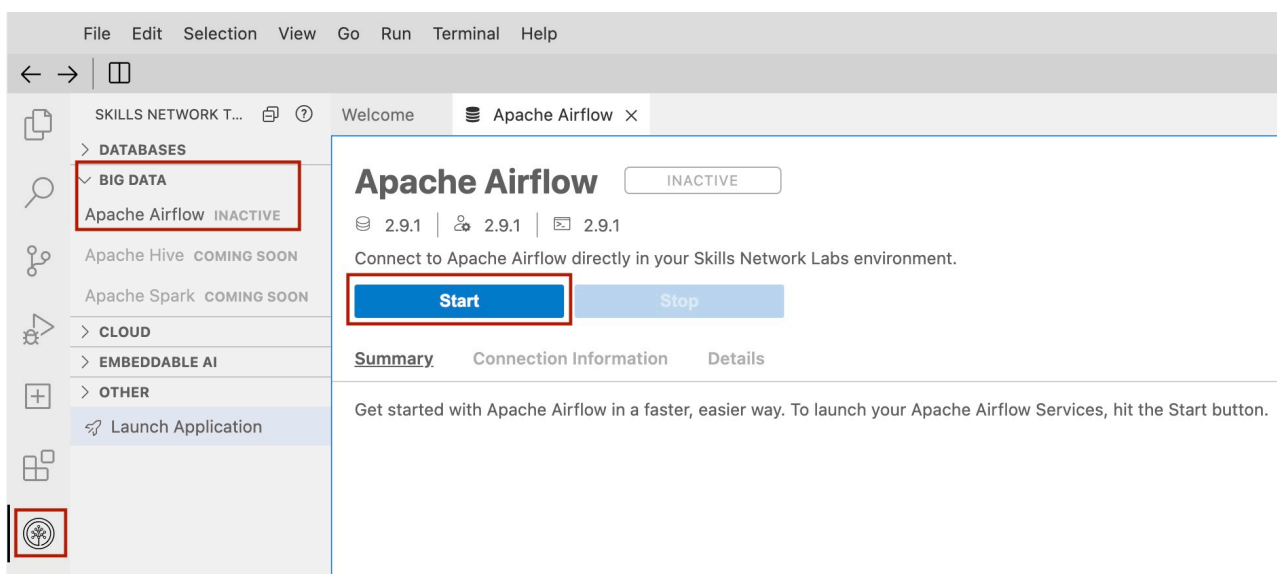 File Edit Selection View Go Run Terminal Help
SKILLS NETWORK T...
DATABASES
BIG DATA
Apache Airflow INACTIVE
Apache Hive COMING SOON
Apache Spark COMING SOON
CLOUD
EMBEDDABLE AI
OTHER
Launch Application
Welcome Apache Airflow
Apache Airflow INACTIVE
2.9.1 2.9.1 2.9.1
Connect to Apache Airflow directly in your Skills Network Labs environment.
Start Stop
Summary Connection Information Details
Get started with Apache Airflow in a faster, easier way. To launch your Apache Airflow Services, hit the Start button.